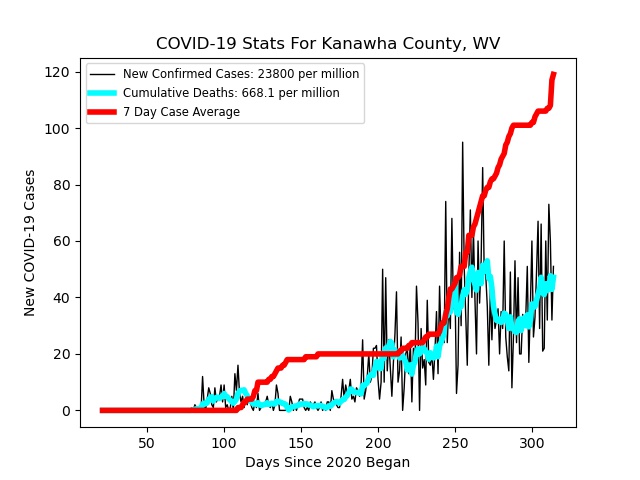 COVID-19 Stats For Kanawha County, WV
New Confirmed Cases: 23800 per million
Cumulative Deaths: 668.1 per million
7 Day Case Average
New COVID-19 Cases
120
100
80
60
40
20
0
50 100 150 200 250 300
Days Since 2020 Began